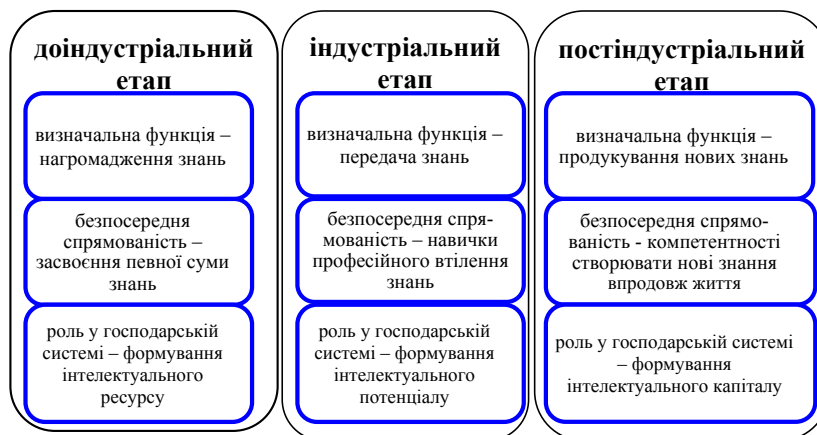 доіндустріальний
етап
визначальна функція –
нагромадження знань
безпосередня
спрямованість –
засвоєння певної суми
знань
роль у господарській
системі – формування
інтелектуального
ресурсу
індустріальний
етап
визначальна функція –
передача знань
безпосередня спря-
мованість – навички
професійного втілення
знань
роль у господарській
системі – формування
інтелектуального
потенціалу
постіндустріальний
етап
визначальна функція –
продукування нових знань
безпосередня спрямо-
ваність - компетентності
створювати нові знання
впродовж життя
роль у господарській системі
– формування
інтелектуального капіталу